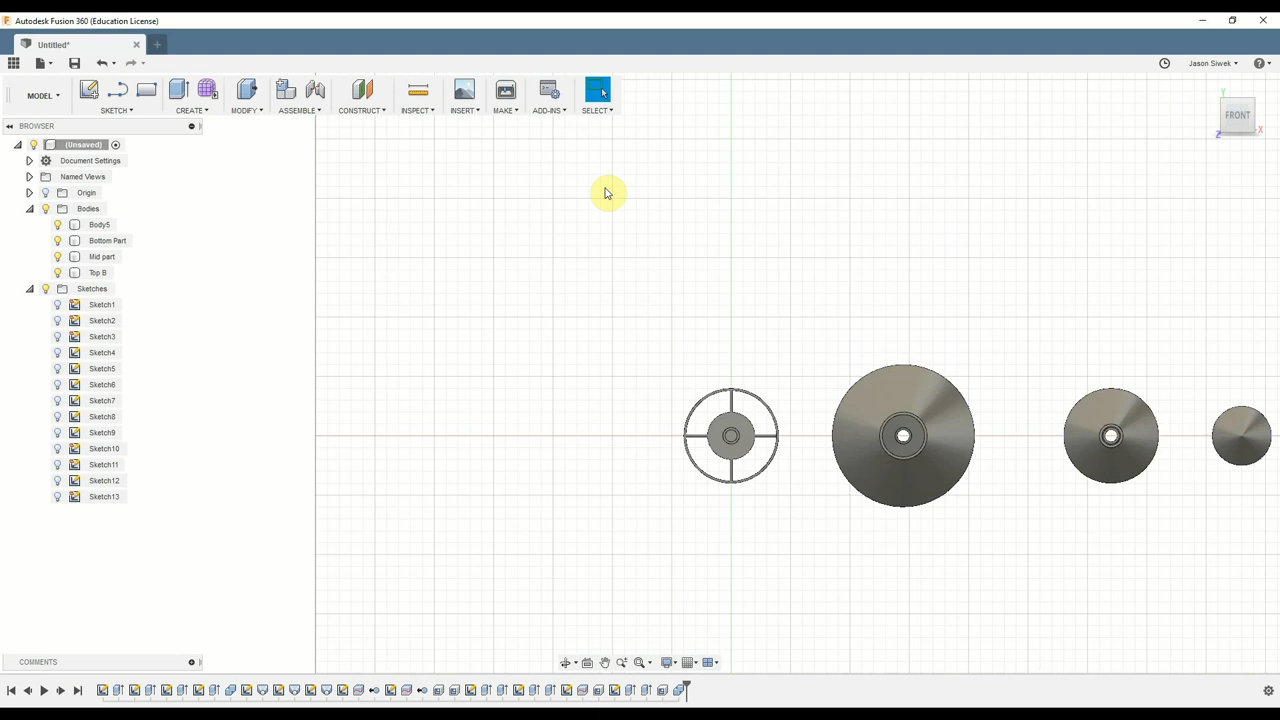 Autodesk Fusion 360 (Education License)
Untitled*
Jason Siwek
MODEL
SKETCH
CREATE
MODIFY
ASSEMBLE
CONSTRUCT
INSPECT
INSERT
MAKE
ADD-INS
SELECT
BROWSER
(Unsaved)
Document Settings
Named Views
Origin
Bodies
Body5
Bottom Part
Mid part
Top B
Sketches
Sketch1
Sketch2
Sketch3
Sketch4
Sketch5
Sketch6
Sketch7
Sketch8
Sketch9
Sketch10
Sketch11
Sketch12
Sketch13
Y
FRONT
X
Z
COMMENTS